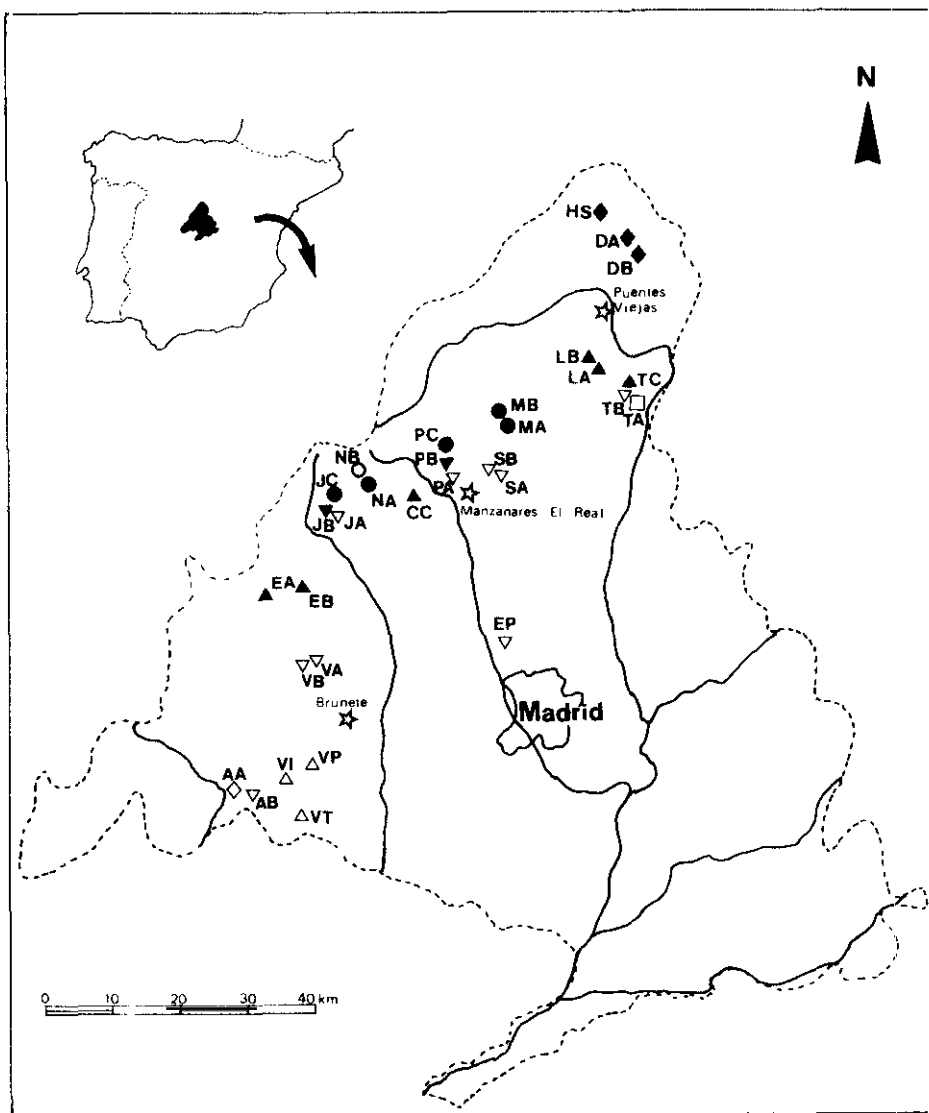 N
HS
DA
DB
Puentes
Viejas
LB
LA
TC
TB
TA
MB
MA
PC
PB
PA
SB
SA
NB
NA
JC
JB
JA
CC
Manzanares El Real
EA
EB
EP
VA
VB
Madrid
Brunete
VP
VI
AA
AB
VT
0 10 20 30 40 km